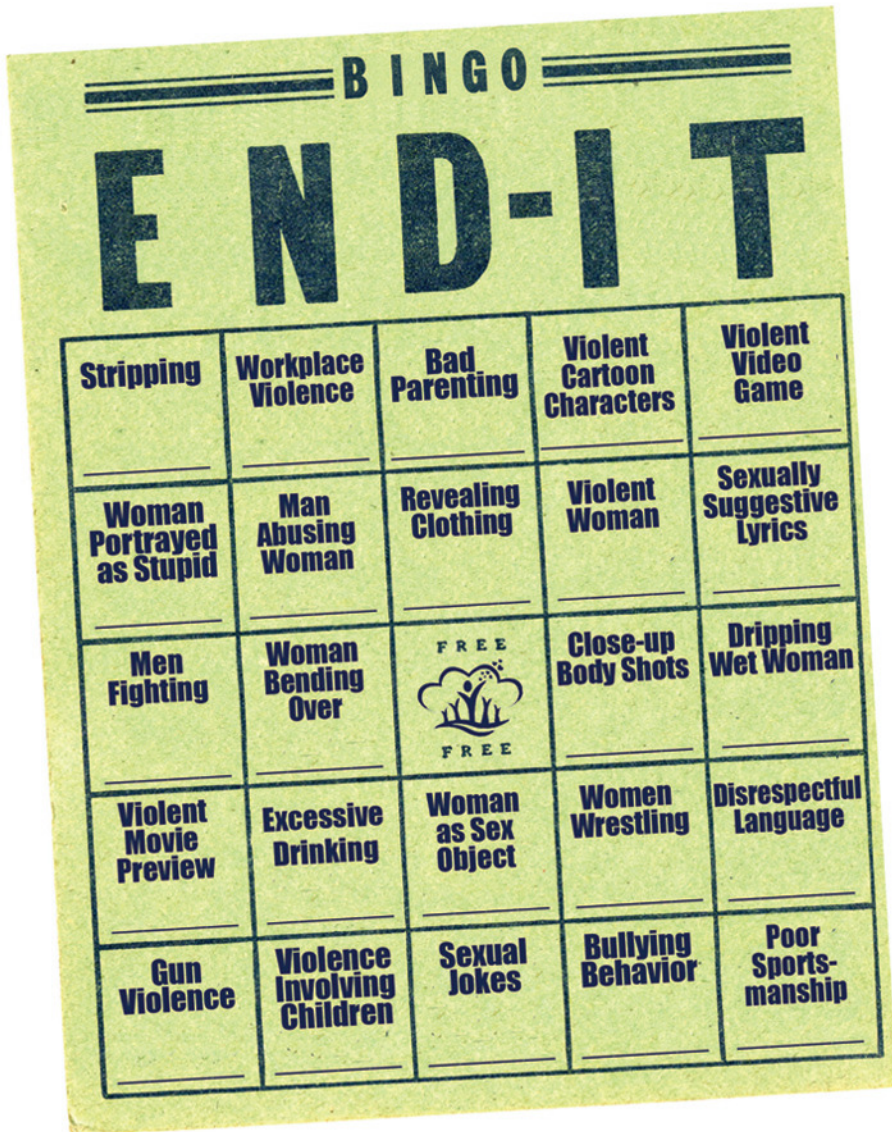 BINGO
END-IT
Stripping
Workplace
Violence
Bad
Parenting
Violent
Cartoon
Characters
Violent
Video
Game
Woman
Portrayed
as Stupid
Man
Abusing
Woman
Revealing
Clothing
Violent
Woman
Sexually
Suggestive
Lyrics
Men
Fighting
Woman
Bending
Over
FREE
FREE
Close-up
Body Shots
Dripping
Wet Woman
Violent
Movie
Preview
Excessive
Drinking
Woman
as Sex
Object
Women
Wrestling
Disrespectful
Language
Gun
Violence
Violence
Involving
Children
Sexual
Jokes
Bullying
Behavior
Poor
Sports-
manship